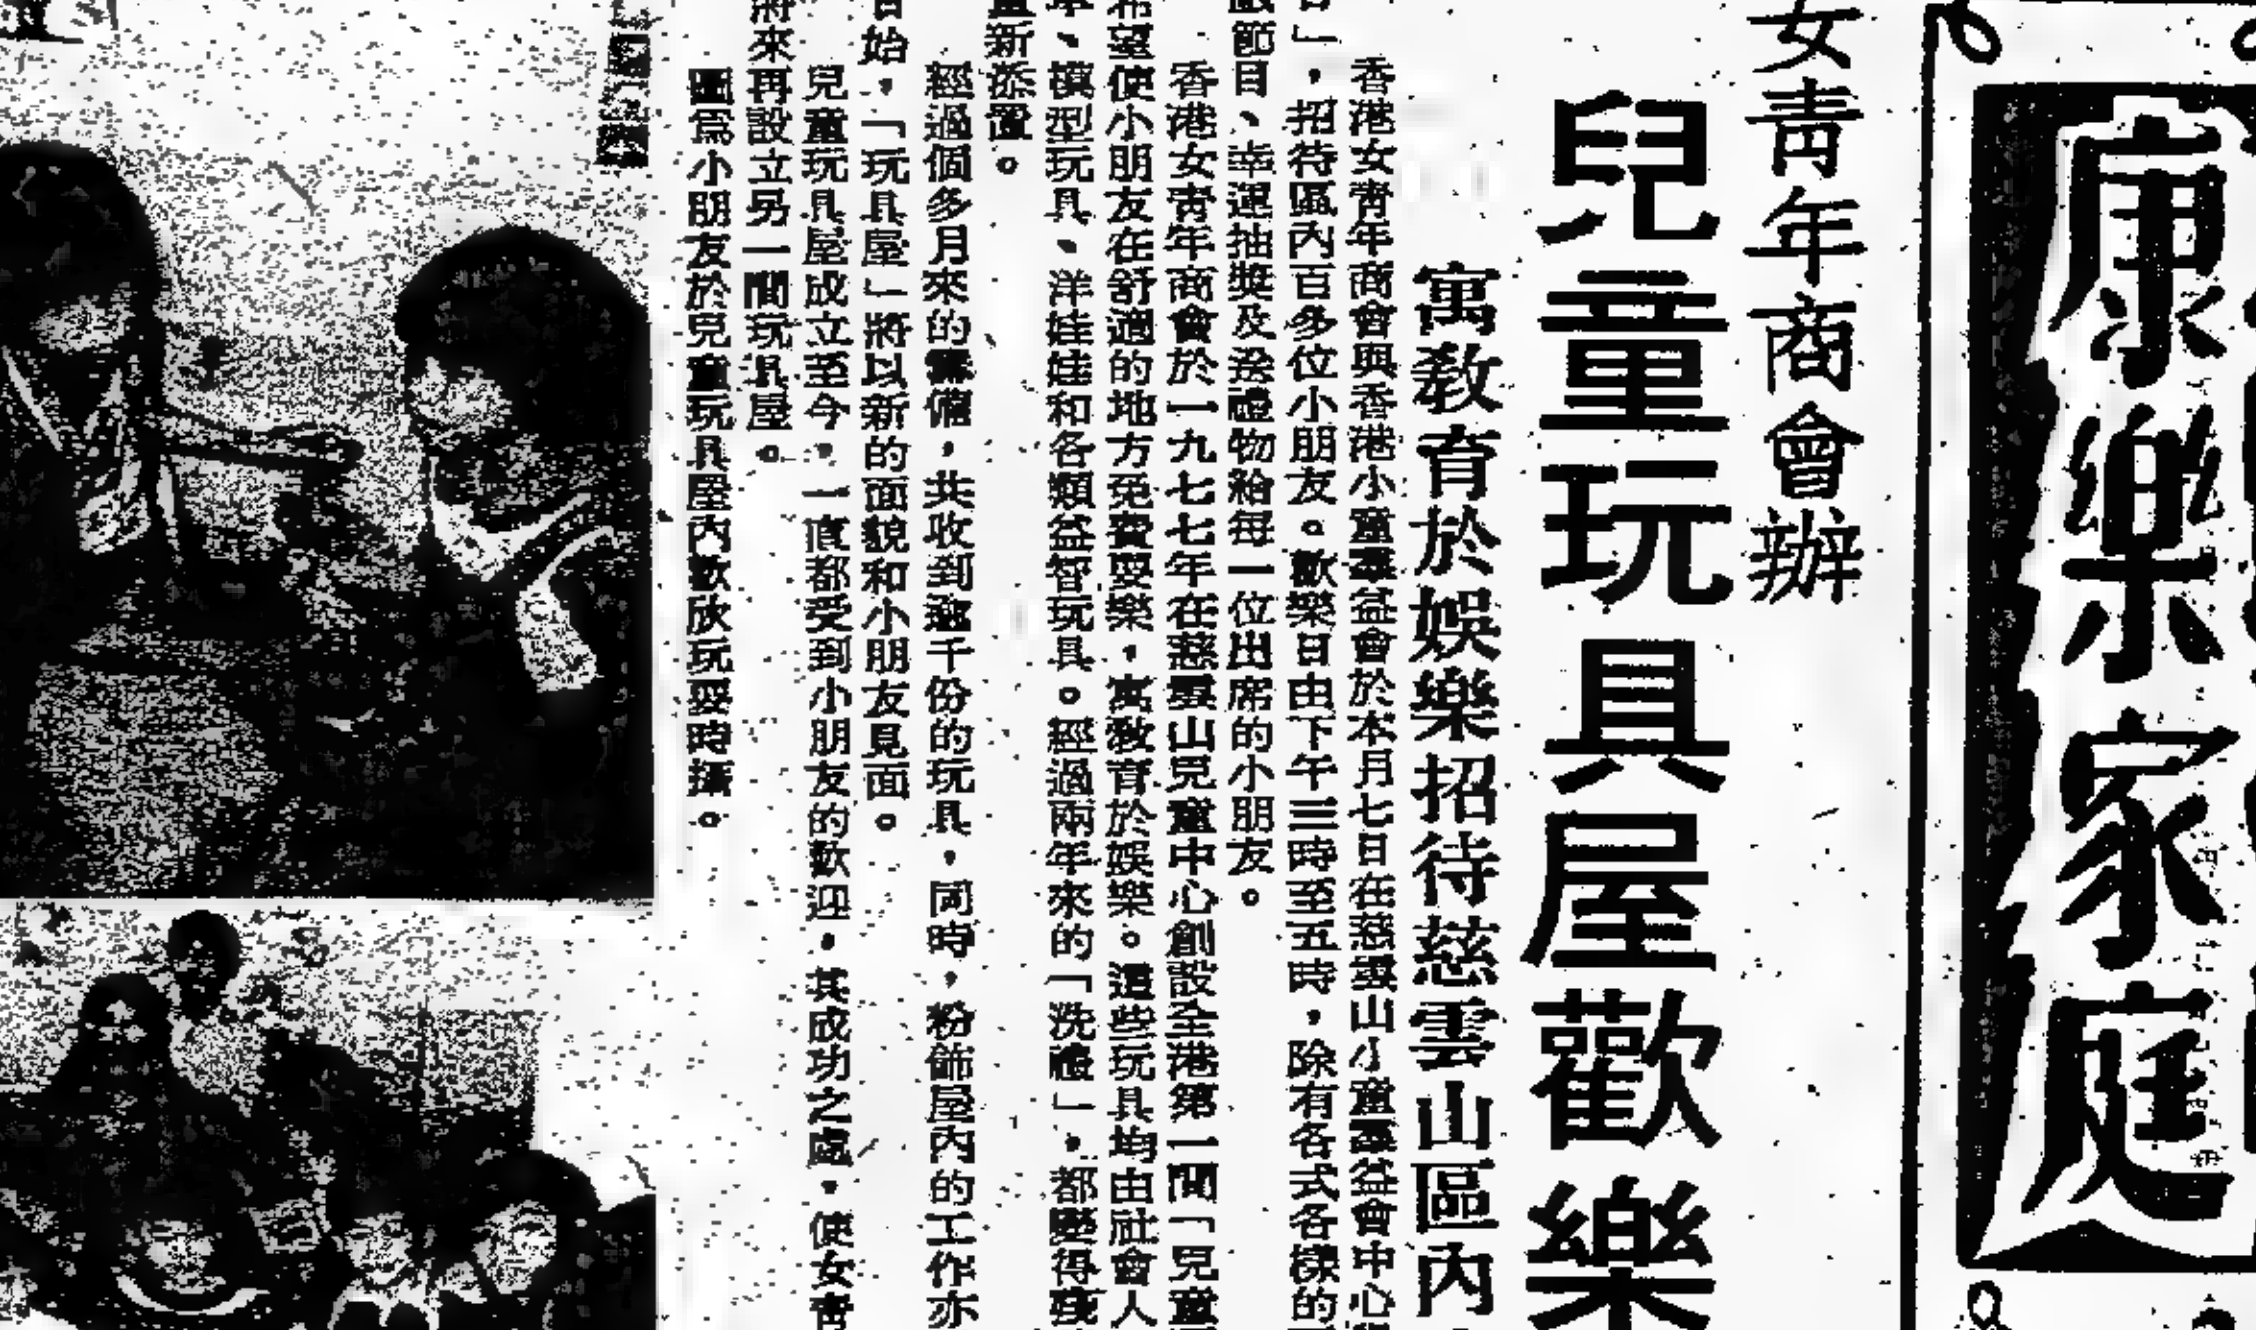 康樂家庭
女青年商會辦
兒童玩具屋歡樂
寓教育於娛樂招待慈雲山區內
香港女青年商會與香港小童羣益會於本月七日在慈雲山小童羣益會中心
日」，招待區內百多位小朋友。歡樂日由下午三時至五時，除有各式各樣的
戲節目、幸運抽獎及送禮物給每一位出席的小朋友。
香港女青年商會於一九七七年在慈雲山兒童中心創設全港第一間「兒童
希望使小朋友在舒適的地方免費耍樂，寓教育於娛樂。這些玩具均由社會人
、模型玩具、洋娃娃和各類益智玩具。經過兩年來的「洗禮」，都變得殘
重新添置。
經過個多月來的籌備，共收到逾千份的玩具，同時，粉飾屋內的工作亦
日始，「玩具屋」將以新的面貌和小朋友見面。
兒童玩具屋成立至今，一直都受到小朋友的歡迎，其成功之處，使女青
將來再設立另一間玩具屋。
圖爲小朋友於兒童玩具屋內歡欣玩耍時攝。